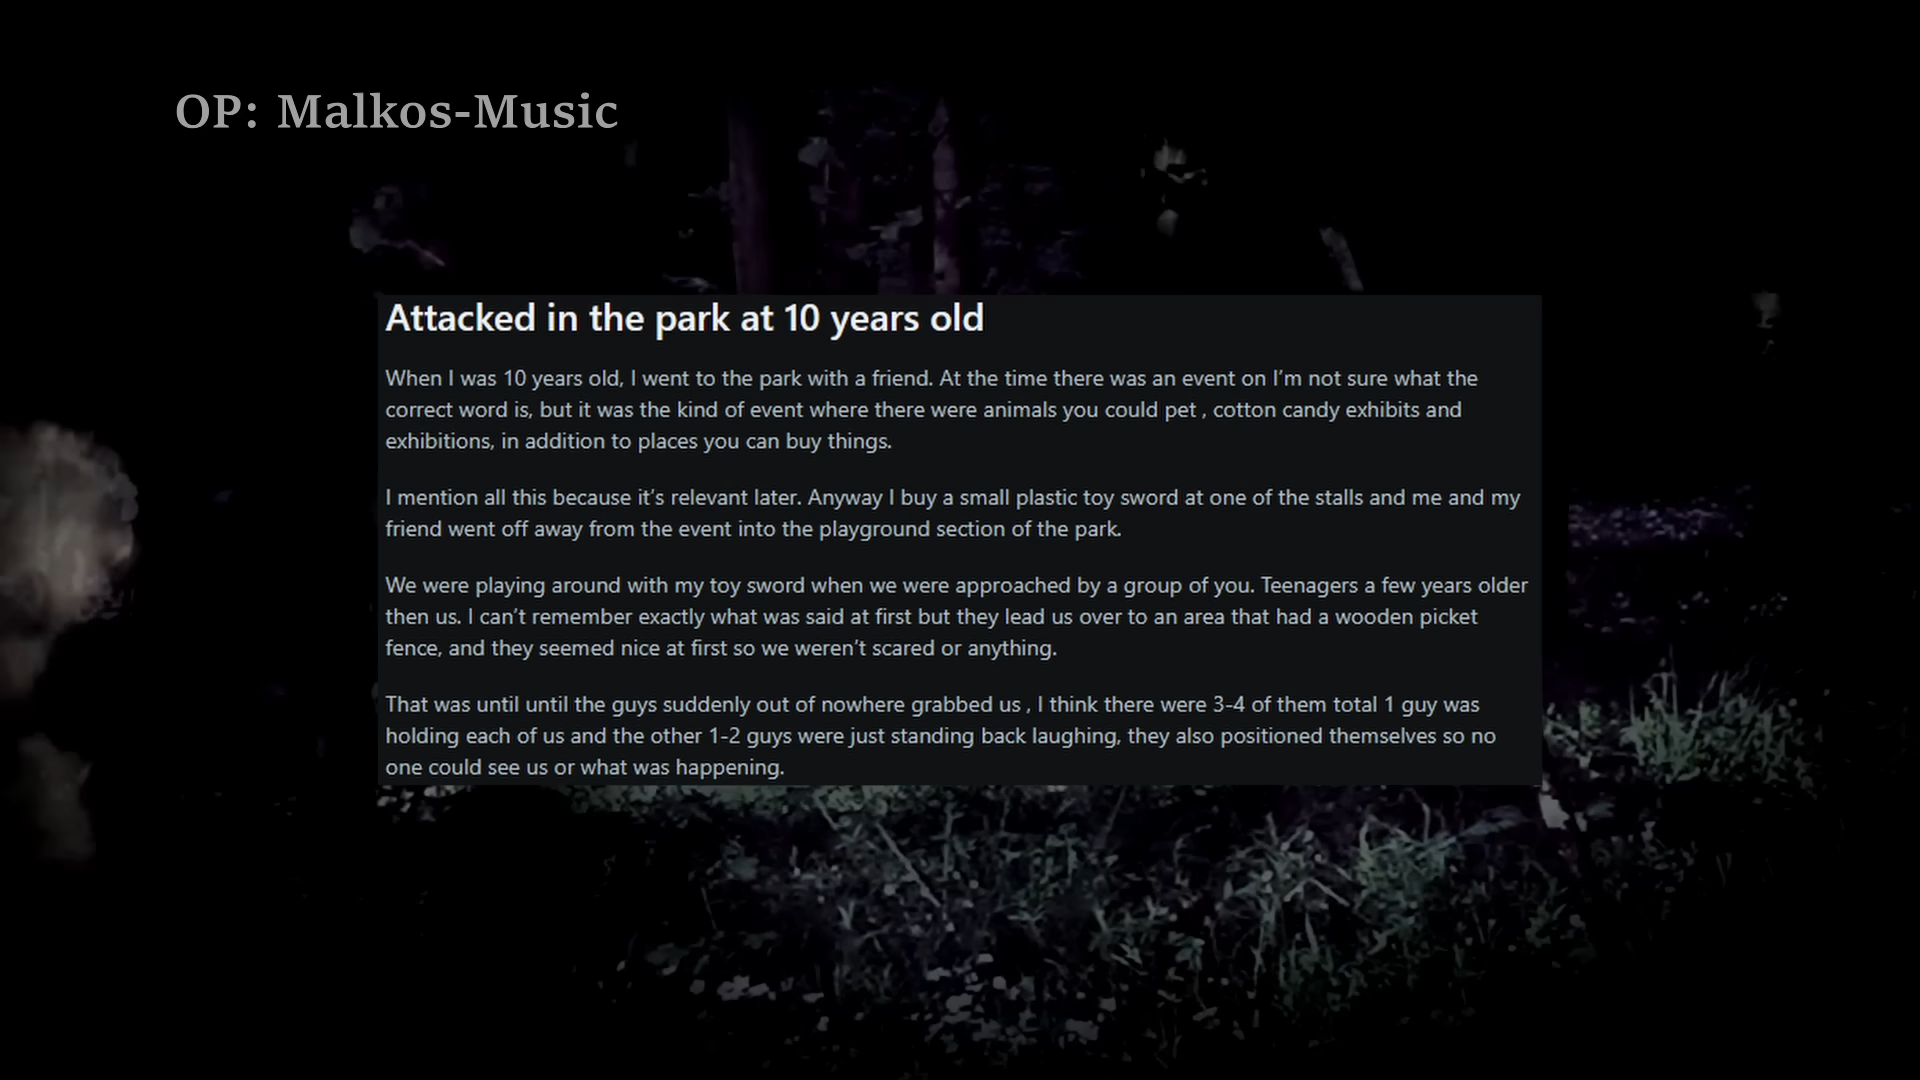 OP: Malkos-Music
Attacked in the park at 10 years old
When I was 10 years old, I went to the park with a friend. At the time there was an event on I’m not sure what the
correct word is, but it was the kind of event where there were animals you could pet , cotton candy exhibits and
exhibitions, in addition to places you can buy things.
I mention all this because it’s relevant later. Anyway I buy a small plastic toy sword at one of the stalls and me and my
friend went off away from the event into the playground section of the park.
We were playing around with my toy sword when we were approached by a group of you. Teenagers a few years older
then us. I can’t remember exactly what was said at first but they lead us over to an area that had a wooden picket
fence, and they seemed nice at first so we weren’t scared or anything.
That was until until the guys suddenly out of nowhere grabbed us , I think there were 3-4 of them total 1 guy was
holding each of us and the other 1-2 guys were just standing back laughing, they also positioned themselves so no
one could see us or what was happening.